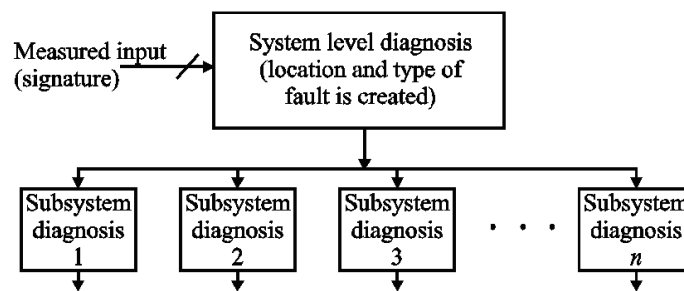 Measured input
(signature)
System level diagnosis
(location and type of
fault is created)
Subsystem
diagnosis
1
Subsystem
diagnosis
2
Subsystem
diagnosis
3
. . .
Subsystem
diagnosis
n